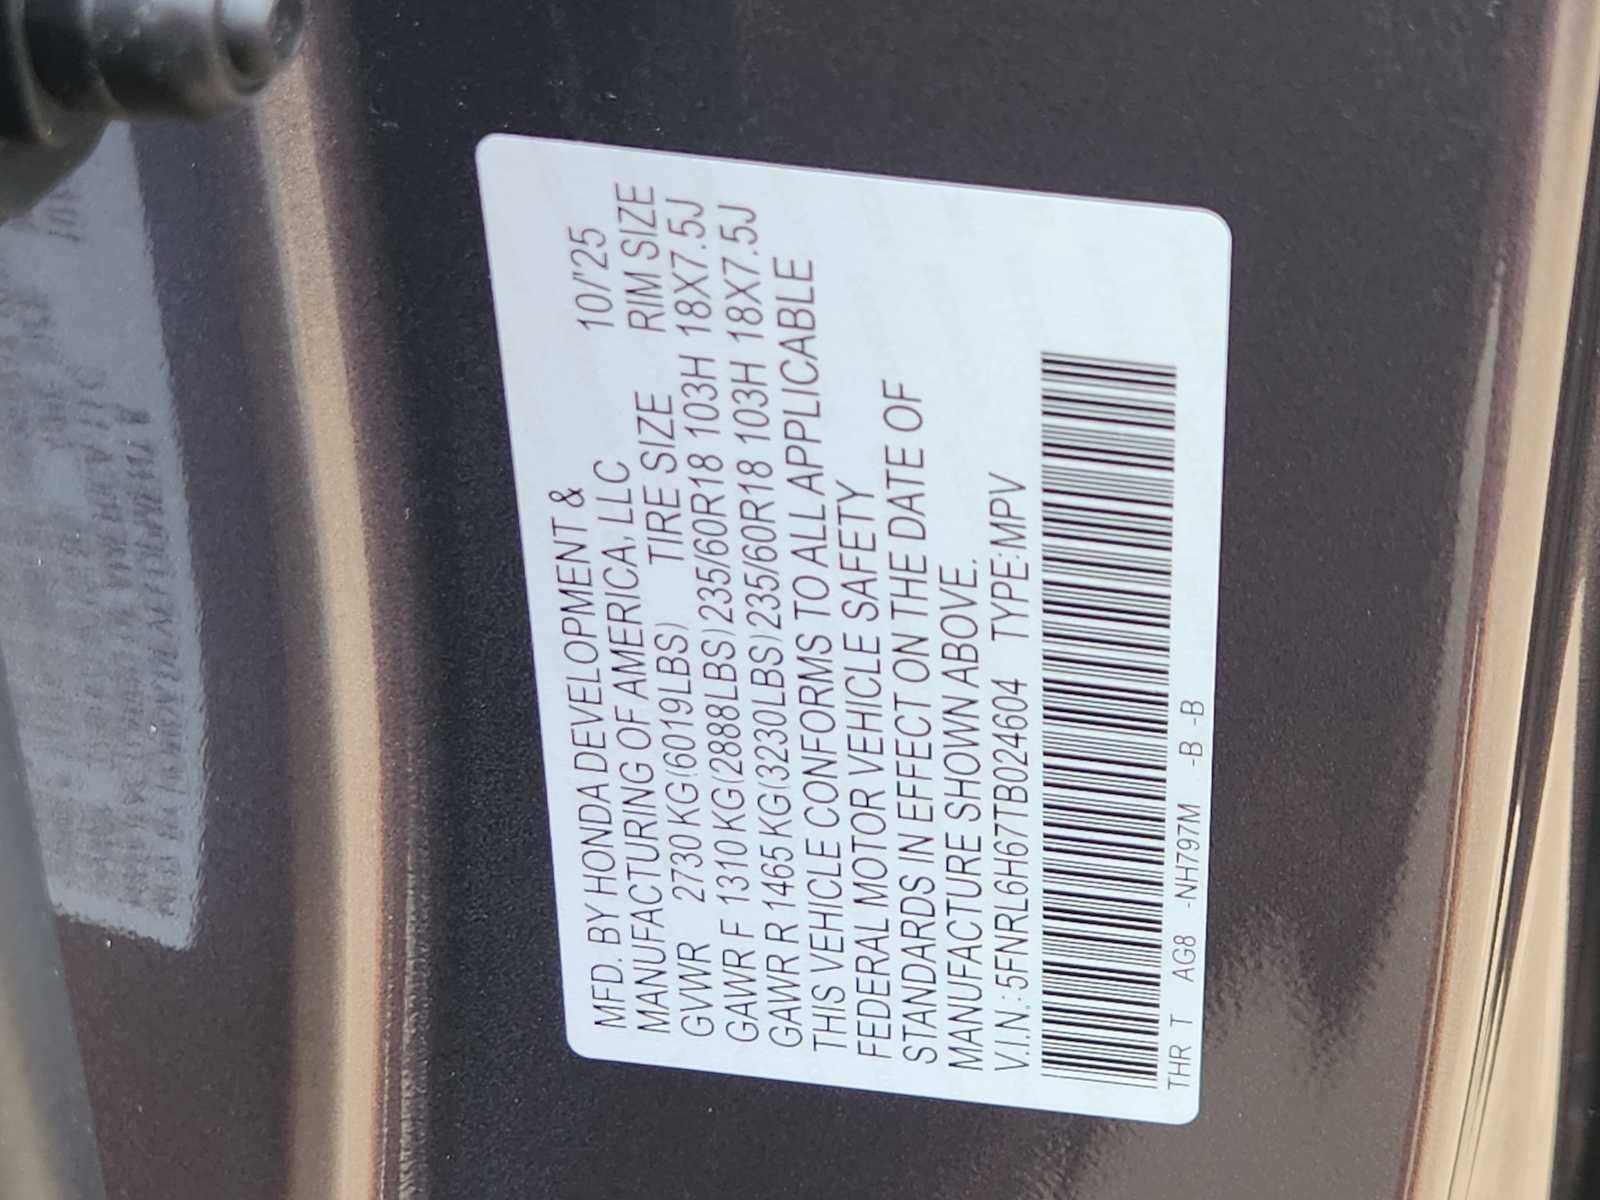 MFD. BY HONDA DEVELOPMENT & 10/'25
MANUFACTURING OF AMERICA, LLC
TIRE SIZE RIM SIZE
GVWR 2730 KG(6019LBS)
GAWR F 1310 KG(2888LBS) 235/60R18 103H 18X7.5J
GAWR R 1465 KG(3230LBS) 235/60R18 103H 18X7.5J
THIS VEHICLE CONFORMS TO ALL APPLICABLE
FEDERAL MOTOR VEHICLE SAFETY
STANDARDS IN EFFECT ON THE DATE OF
MANUFACTURE SHOWN ABOVE.
V.I.N.: 5FNRL6H67TB024604 TYPE:MPV
THR T AG8 -NH797M -B -B